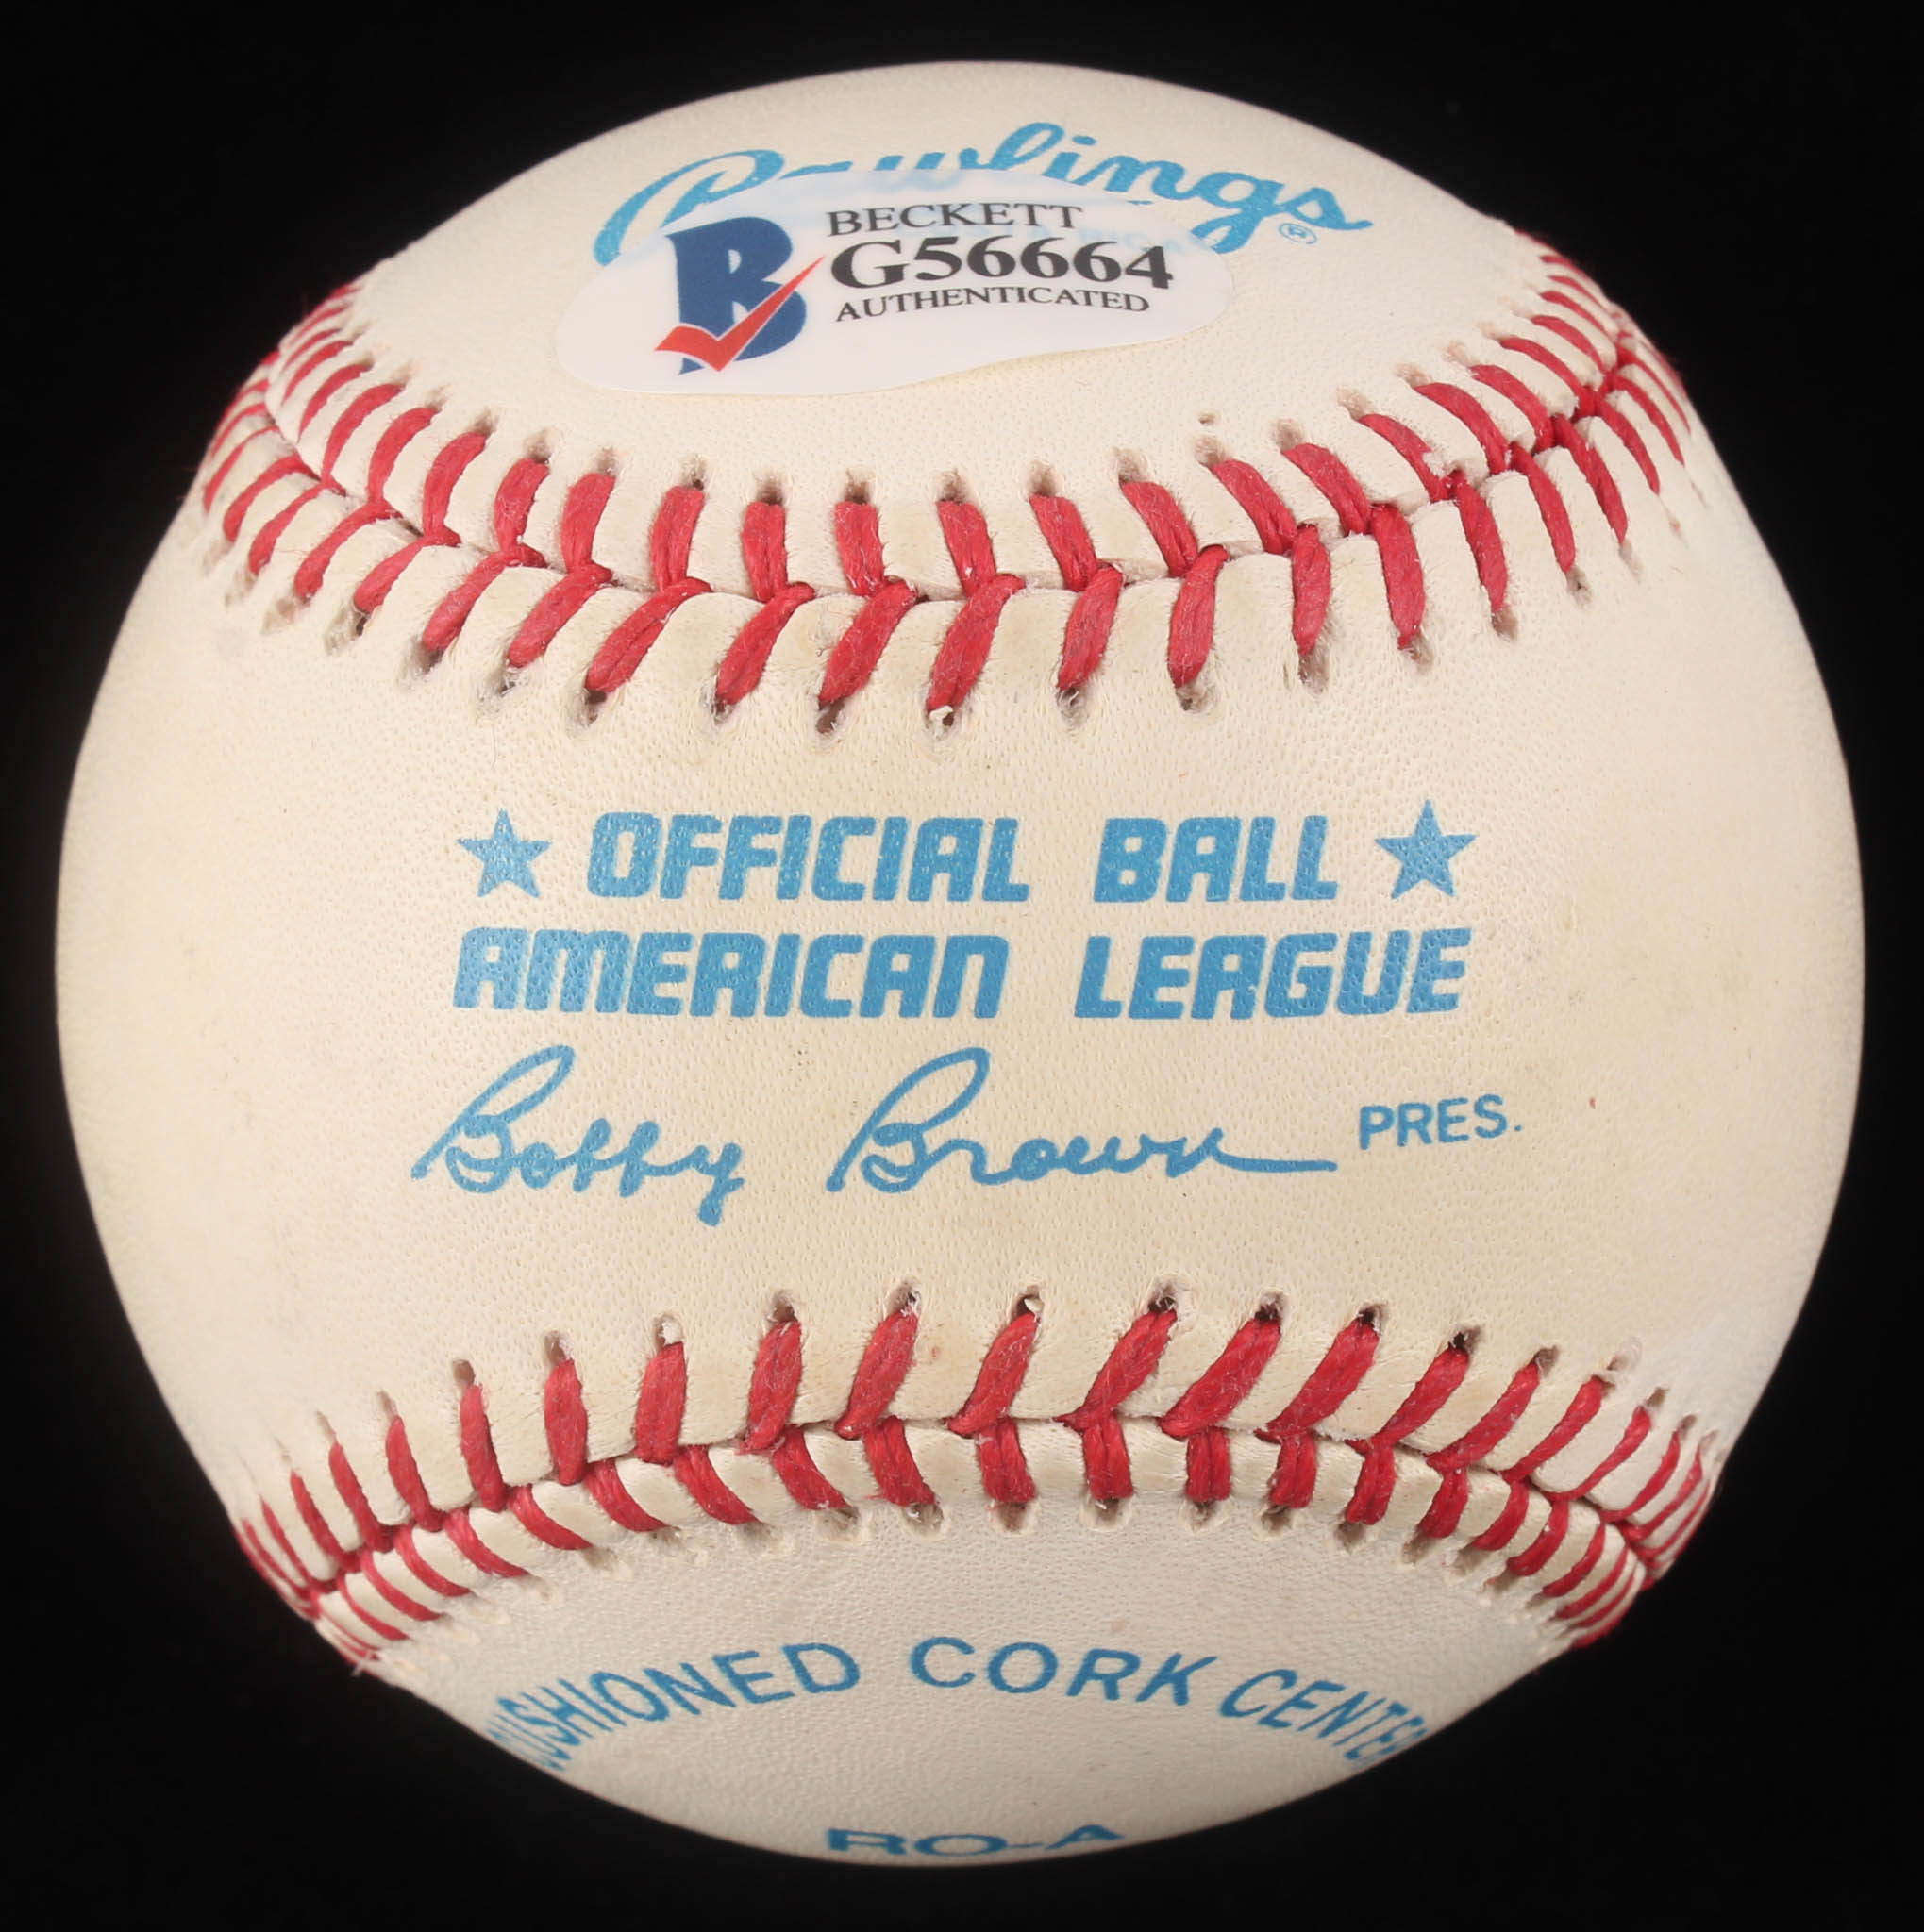 Rawlings®
BECKETT
G56664
AUTHENTICATED
★ OFFICIAL BALL ★
AMERICAN LEAGUE
Bobby Brown PRES.
CUSHIONED CORK CENTER
RO-A